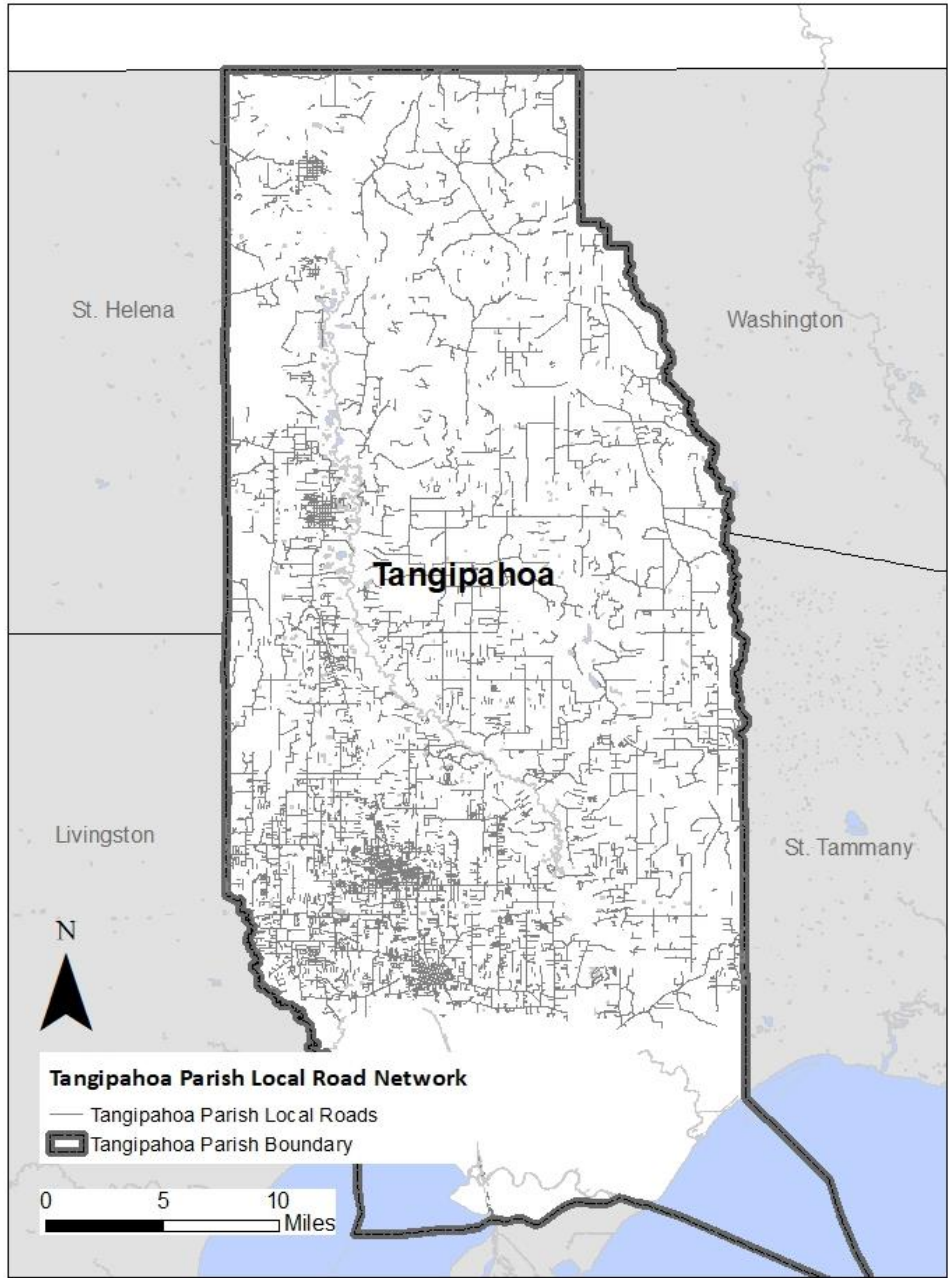 St. Helena
Washington
Tangipahoa
Livingston
St. Tammany
N
Tangipahoa Parish Local Road Network
Tangipahoa Parish Local Roads
Tangipahoa Parish Boundary
0 5 10
Miles